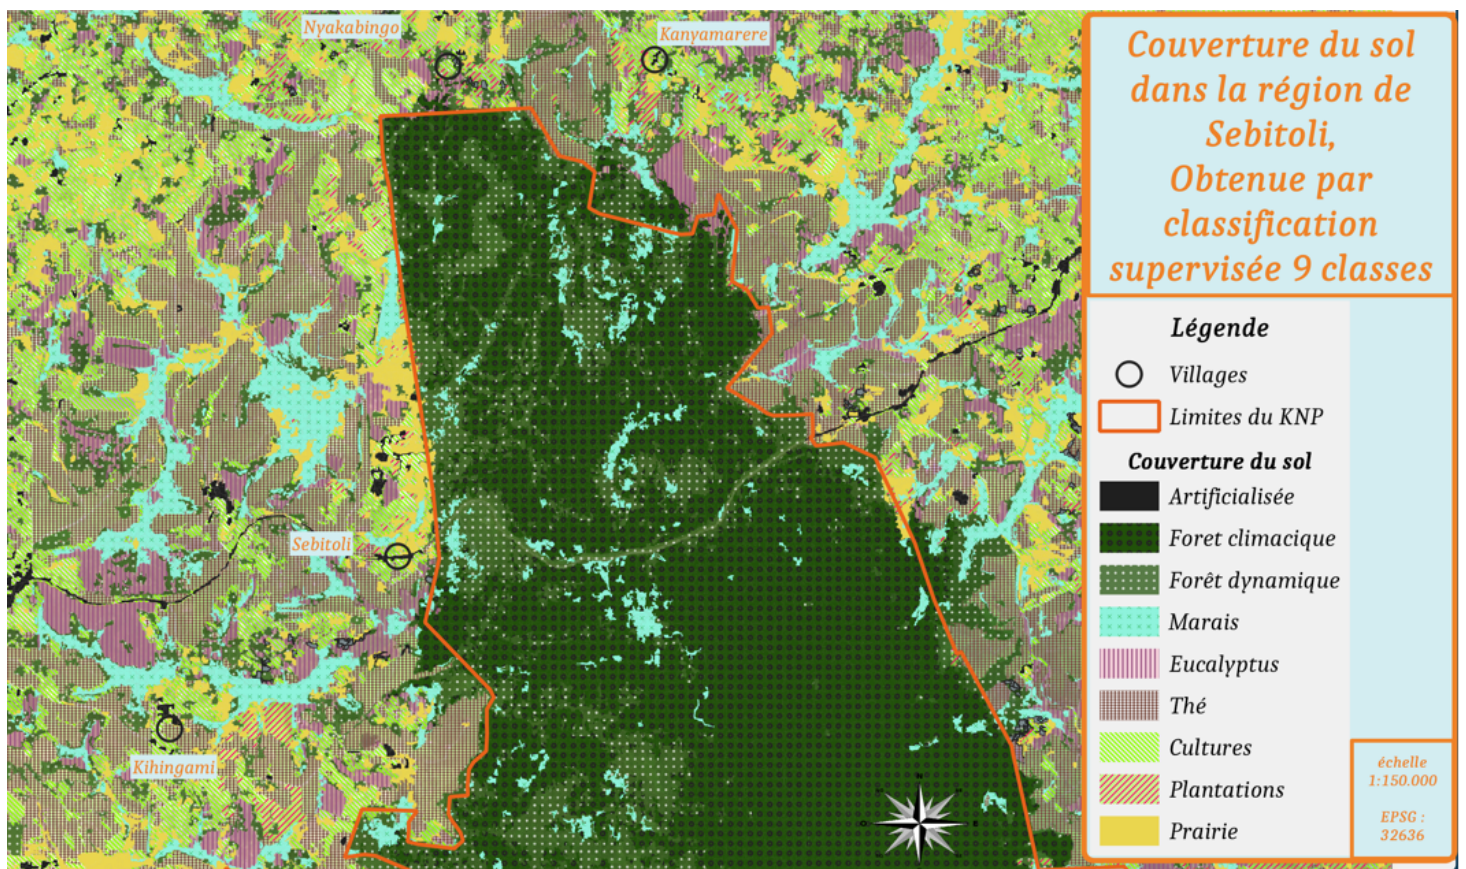 Nyakabingo
Kanyamarere
Sebitoli
Kihingami
Couverture du sol
dans la région de
Sebitoli,
Obtenue par
classification
supervisée 9 classes
Légende
Villages
Limites du KNP
Couverture du sol
Artificialisée
Foret climacique
Forêt dynamique
Marais
Eucalyptus
Thé
Cultures
Plantations
Prairie
échelle
1:150.000
EPSG :
32636
N
O
E